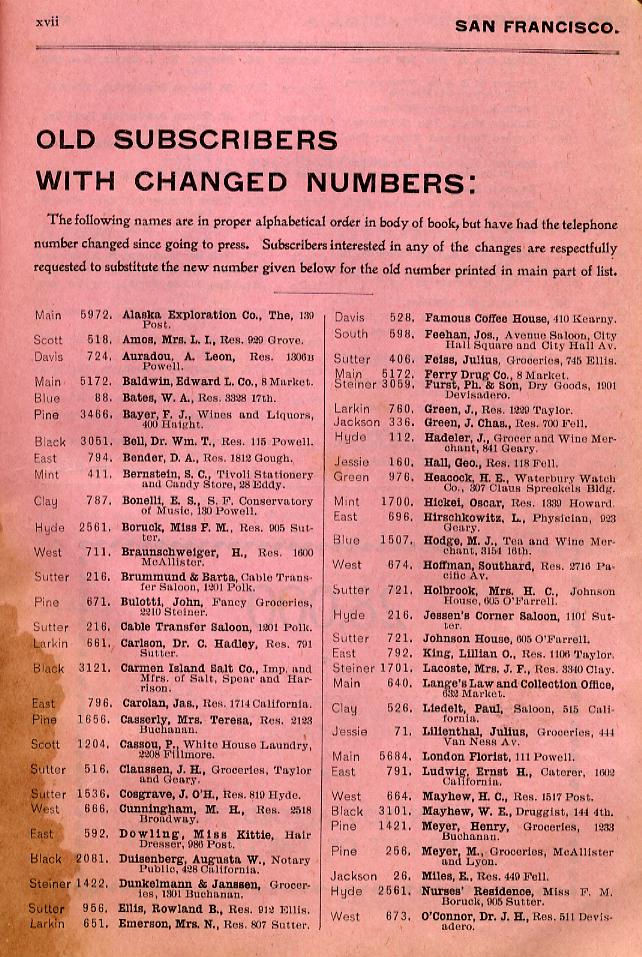 xvii
SAN FRANCISCO.
OLD SUBSCRIBERS
WITH CHANGED NUMBERS:
The following names are in proper alphabetical order in body of book, but have had the telephone
number changed since going to press. Subscribers interested in any of the changes are respectfully
requested to substitute the new number given below for the old number printed in main part of list.
Main 5972. Alaska Exploration Co., The, 139
Post.
Scott 518. Amos, Mrs. L. I., Res. 929 Grove.
Davis 724. Auradou, A. Leon, Res. 1306B
Powell.
Main 5172. Baldwin, Edward L. Co., 8 Market.
Blue 88. Bates, W. A., Res. 3328 17th.
Pine 3466. Bayer, F. J., Wines and Liquors,
400 Haight.
Black 3051. Bell, Dr. Wm. T., Res. 115 Powell.
East 794. Bender, D. A., Res. 1812 Gough.
Mint 411. Bernstein, S. C., Tivoli Stationery
and Candy Store, 28 Eddy.
Clay 787. Bonelli, E. S., S. F. Conservatory
of Music, 130 Powell.
Hyde 2561. Boruck, Miss F. M., Res. 905 Sut-
ter.
West 711. Braunschweiger, H., Res. 1600
McAllister.
Sutter 216. Brummund & Barta, Cable Trans-
fer Saloon, 1201 Polk.
Pine 671. Bulotti, John, Fancy Groceries,
2210 Steiner.
Sutter 216. Cable Transfer Saloon, 1201 Polk.
Larkin 661. Carlson, Dr. C. Hadley, Res. 791
Sutter.
Black 3121. Carmen Island Salt Co., Imp. and
Mfrs. of Salt, Spear and Har-
rison.
East 796. Carolan, Jas., Res. 1714 California.
Pine 1656. Casserly, Mrs. Teresa, Res. 2123
Buchanan.
Scott 1204. Cassou, P., White House Laundry,
2208 Fillmore.
Sutter 516. Claussen, J. H., Groceries, Taylor
and Geary.
Sutter 1536. Cosgrave, J. O'H., Res. 819 Hyde.
West 666. Cunningham, M. H., Res. 2518
Broadway.
East 592. Dowling, Miss Kittie, Hair
Dresser, 986 Post.
Black 2081. Duisenberg, Augusta W., Notary
Public, 428 California.
Steiner 1422. Dunkelmann & Janssen, Grocer-
ies, 1301 Buchanan.
Sutter 956. Ellis, Rowland B., Res. 912 Ellis.
Larkin 651. Emerson, Mrs. N., Res. 807 Sutter.
Davis 528. Famous Coffee House, 410 Kearny.
South 598. Feehan, Jos., Avenue Saloon, City
Hall Square and City Hall Av.
Sutter 406. Feiss, Julius, Groceries, 745 Ellis.
Main 5172. Ferry Drug Co., 8 Market.
Steiner 3059. Furst, Ph. & Son, Dry Goods, 1901
Devisadero.
Larkin 760. Green, J., Res. 1229 Taylor.
Jackson 336. Green, J. Chas., Res. 700 Fell.
Hyde 112. Hadeler, J., Grocer and Wine Mer-
chant, 841 Geary.
Jessie 160. Hall, Geo., Res. 118 Fell.
Green 976. Heacock, H. E., Waterbury Watch
Co., 307 Claus Spreckels Bldg.
Mint 1700. Hickei, Oscar, Res. 1339 Howard.
East 696. Hirschkowitz, L., Physician, 923
Geary.
Blue 1507. Hodge, M. J., Tea and Wine Mer-
chant, 3154 16th.
West 674. Hoffman, Southard, Res. 2716 Pa-
cific Av.
Sutter 721. Holbrook, Mrs. H. C., Johnson
House, 605 O'Farrell.
Hyde 216. Jessen's Corner Saloon, 1101 Sut-
ter.
Sutter 721. Johnson House, 605 O'Farrell.
East 792. King, Lillian O., Res. 1106 Taylor.
Steiner 1701. Lacoste, Mrs. J. F., Res. 3340 Clay.
Main 640. Lange's Law and Collection Office,
632 Market.
Clay 526. Liedelt, Paul, Saloon, 515 Cali-
fornia.
Jessie 71. Lilienthal, Julius, Groceries, 444
Van Ness Av.
Main 5684. London Florist, 111 Powell.
East 791. Ludwig, Ernst H., Caterer, 1602
California.
West 664. Mayhew, H. C., Res. 1517 Post.
Black 3101. Mayhew, W. E., Druggist, 144 4th.
Pine 1421. Meyer, Henry, Groceries, 1233
Buchanan.
Pine 256. Meyer, M., Groceries, McAllister
and Lyon.
Jackson 26. Miles, E., Res. 449 Fell.
Hyde 2561. Nurses' Residence, Miss F. M.
Boruck, 905 Sutter.
West 673. O'Connor, Dr. J. H., Res. 511 Devis-
adero.